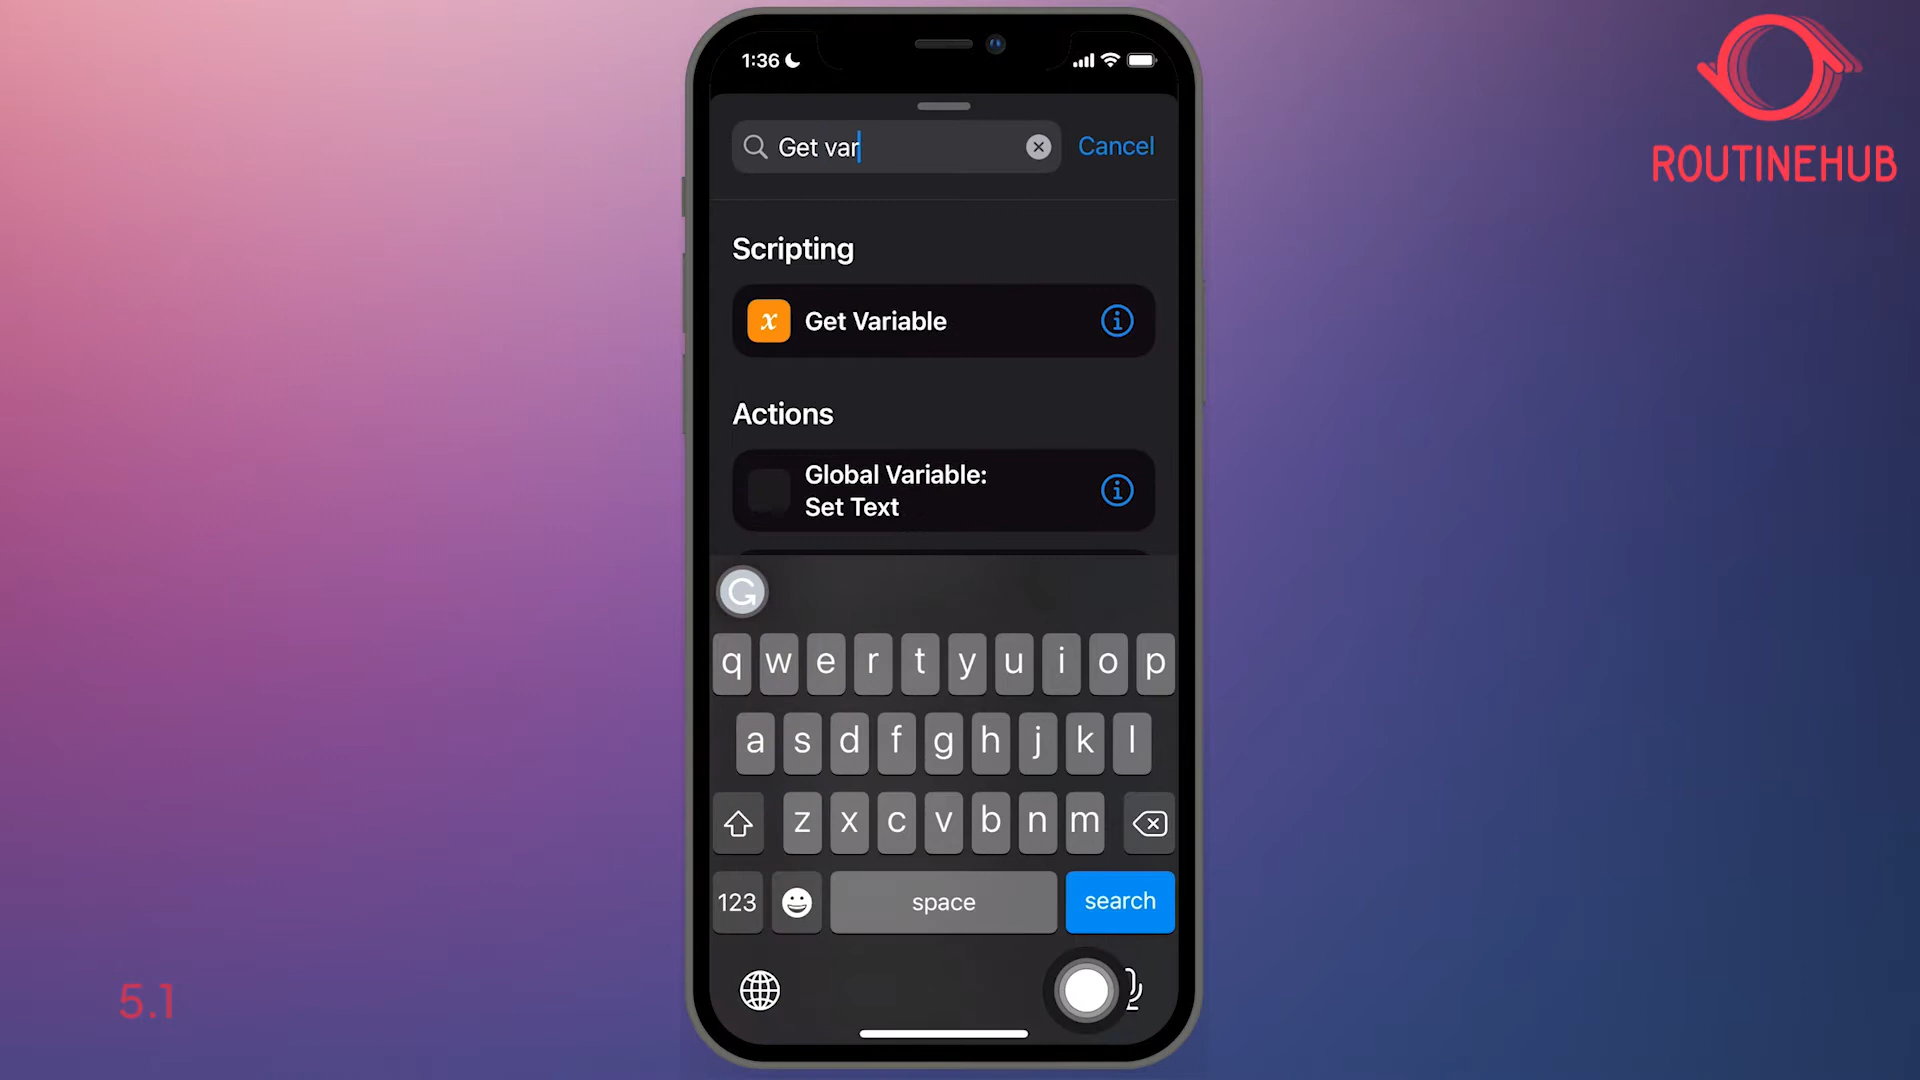 1:36
ROUTINEHUB
Get var
Cancel
Scripting
x
Get Variable
i
Actions
Global Variable:
Set Text
i
G
q w e r t y u i o p
a s d f g h j k l
z x c v b n m
123
space
search
5.1